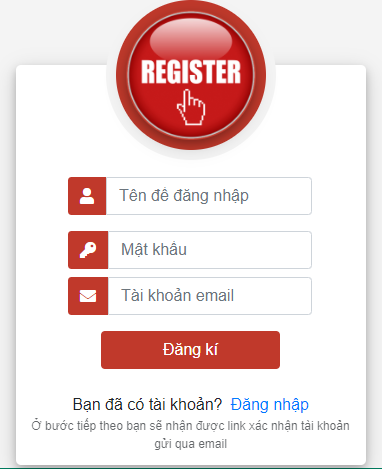 REGISTER
Tên đê đăng nhập
Mật khâu
Tài khoản email
Đăng kí
Bạn đã có tài khoản? Đăng nhập
Ở bước tiếp theo bạn sẽ nhận được link xác nhận tài khoản
gửi qua email